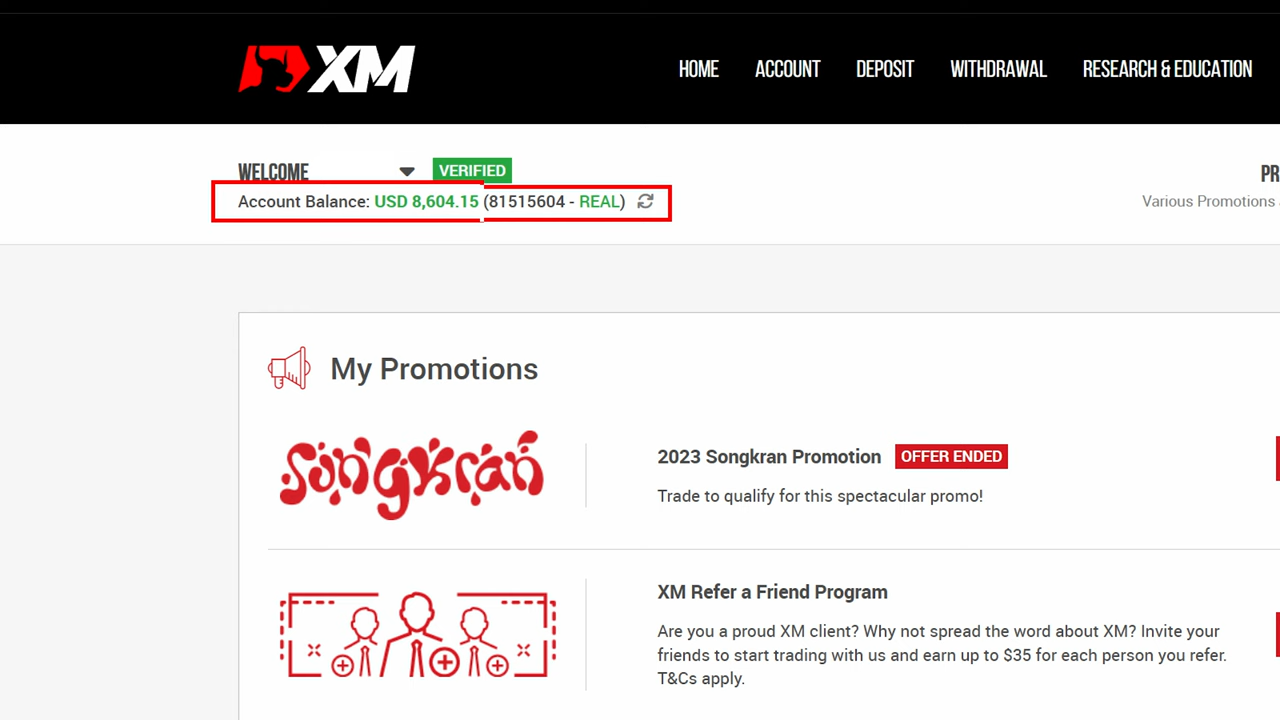 XM
HOME ACCOUNT DEPOSIT WITHDRAWAL RESEARCH & EDUCATION
WELCOME VERIFIED
Account Balance: USD 8,604.15 (81515604 - REAL)
PR
Various Promotions
My Promotions
songkran
2023 Songkran Promotion OFFER ENDED
Trade to qualify for this spectacular promo!
XM Refer a Friend Program
Are you a proud XM client? Why not spread the word about XM? Invite your
friends to start trading with us and earn up to $35 for each person you refer.
T&Cs apply.